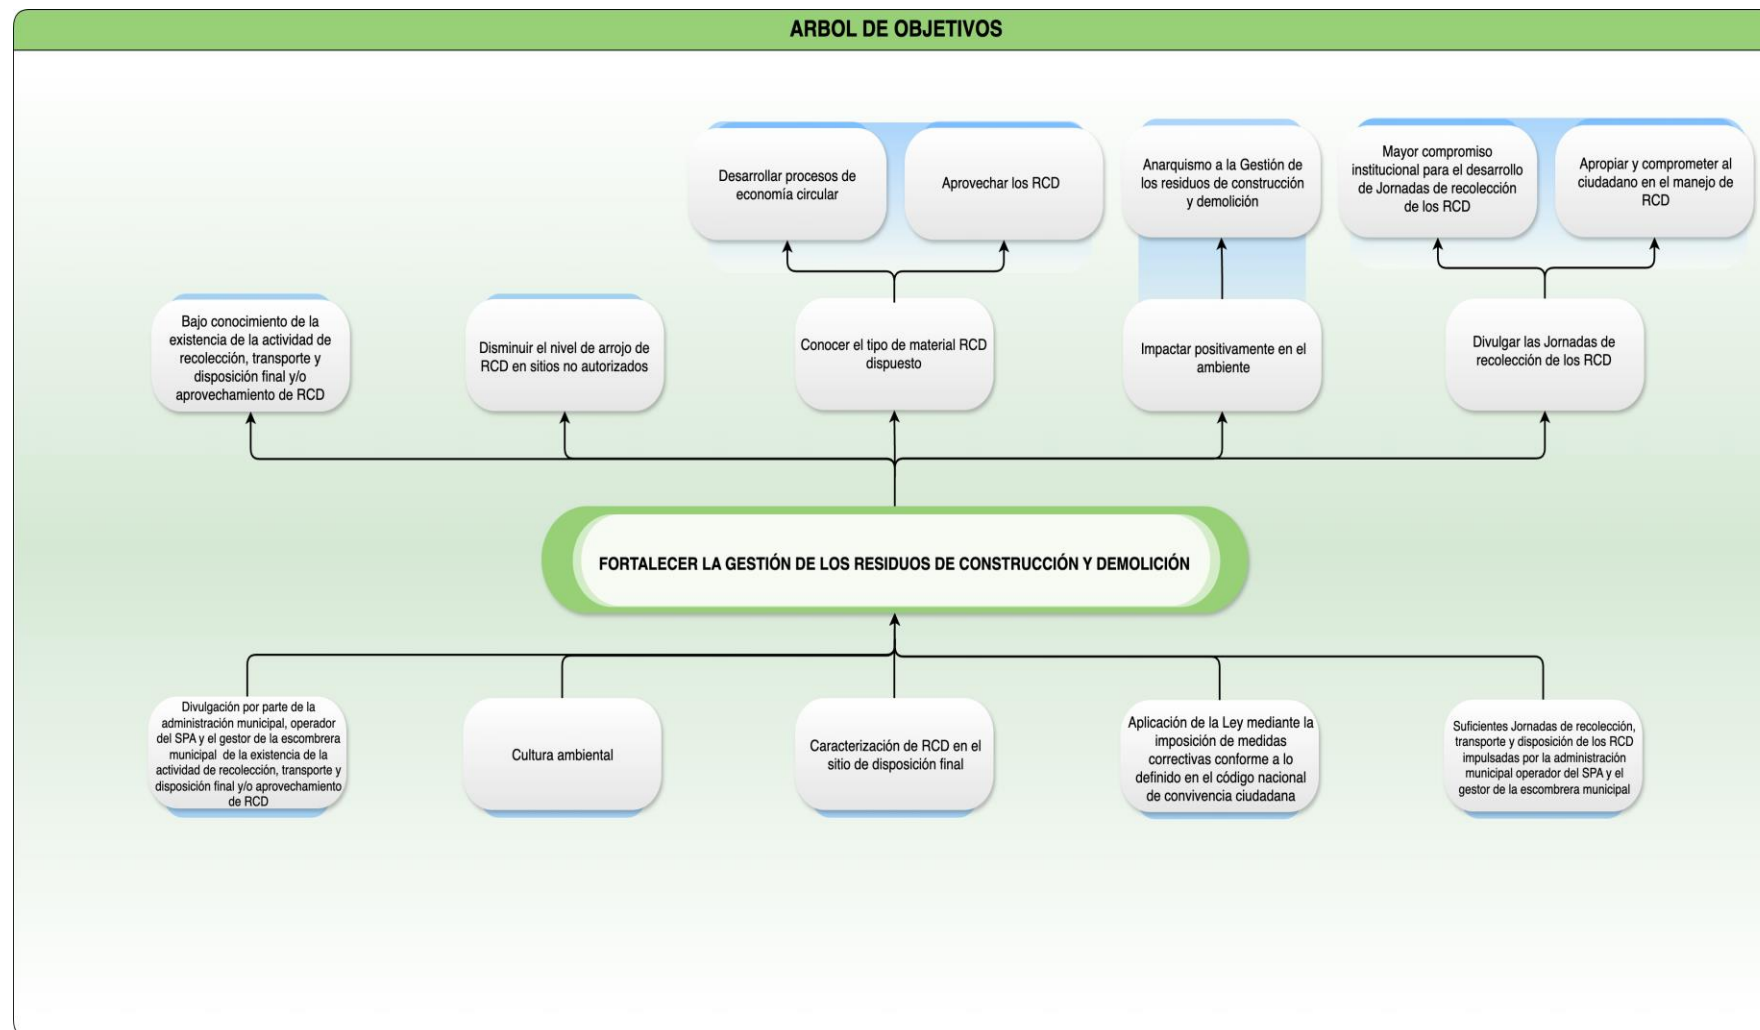 ARBOL DE OBJETIVOS
Desarrollar procesos de
economía circular
Aprovechar los RCD
Anarquismo a la Gestión de
los residuos de construcción
y demolición
Mayor compromiso
institucional para el desarrollo
de Jornadas de recolección
de los RCD
Apropiar y comprometer al
ciudadano en el manejo de
RCD
Bajo conocimiento de la
existencia de la actividad de
recolección, transporte y
disposición final y/o
aprovechamiento de RCD
Disminuir el nivel de arrojo de
RCD en sitios no autorizados
Conocer el tipo de material RCD
dispuesto
Impactar positivamente en el
ambiente
Divulgar las Jornadas de
recolección de los RCD
FORTALECER LA GESTIÓN DE LOS RESIDUOS DE CONSTRUCCIÓN Y DEMOLICIÓN
Divulgación por parte de la
administración municipal, operador
del SPA y el gestor de la escombrera
municipal de la existencia de la
actividad de recolección, transporte y
disposición final y/o aprovechamiento
de RCD
Cultura ambiental
Caracterización de RCD en el
sitio de disposición final
Aplicación de la Ley mediante la
imposición de medidas
correctivas conforme a lo
definido en el código nacional
de convivencia ciudadana
Suficientes Jornadas de recolección,
transporte y disposición de los RCD
impulsadas por la administración
municipal operador del SPA y el
gestor de la escombrera municipal